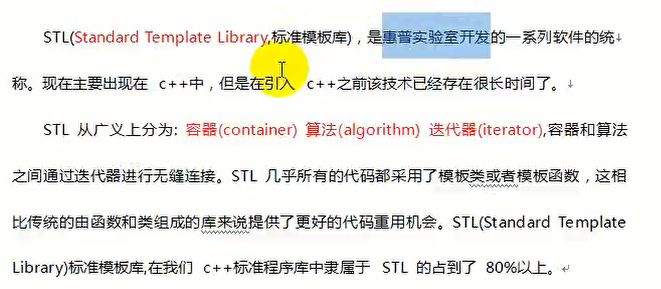 STL(Standard Template Library,标准模板库)，是惠普实验室开发的一系列软件的统
称。现在主要出现在 c++中，但是在引入 c++之前该技术已经存在很长时间了。
STL 从广义上分为: 容器(container) 算法(algorithm) 迭代器(iterator),容器和算法
之间通过迭代器进行无缝连接。STL 几乎所有的代码都采用了模板类或者模板函数，这相
比传统的由函数和类组成的库来说提供了更好的代码重用机会。STL(Standard Template
Library)标准模板库,在我们 c++标准程序库中隶属于 STL 的占到了 80%以上。